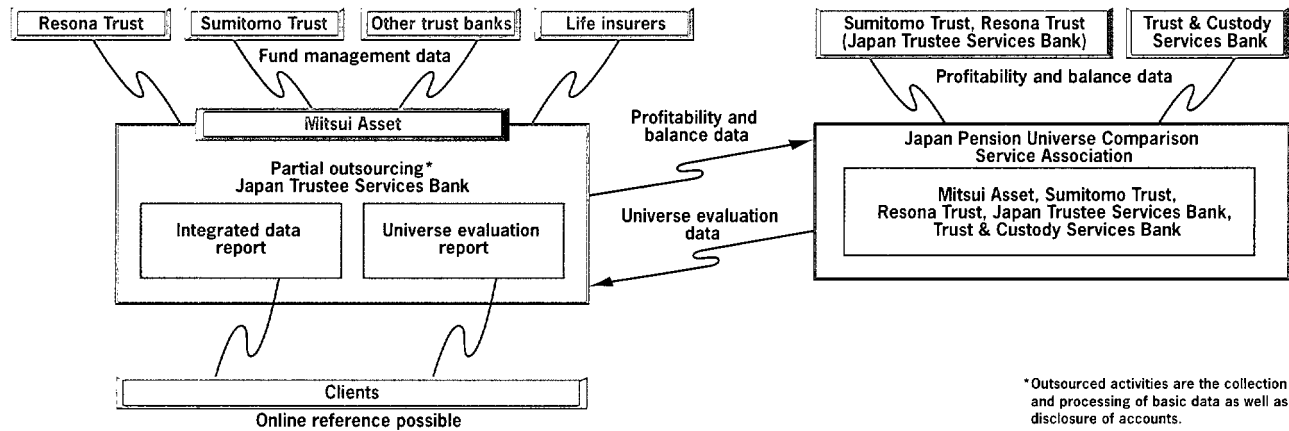 Resona Trust
Sumitomo Trust
Other trust banks
Life insurers
Fund management data
Mitsui Asset
Partial outsourcing*
Japan Trustee Services Bank
Integrated data
report
Universe evaluation
report
Clients
Online reference possible
Profitability and
balance data
Universe evaluation
data
Sumitomo Trust, Resona Trust
(Japan Trustee Services Bank)
Trust & Custody
Services Bank
Profitability and balance data
Japan Pension Universe Comparison
Service Association
Mitsui Asset, Sumitomo Trust,
Resona Trust, Japan Trustee Services Bank,
Trust & Custody Services Bank
*Outsourced activities are the collection
and processing of basic data as well as
disclosure of accounts.